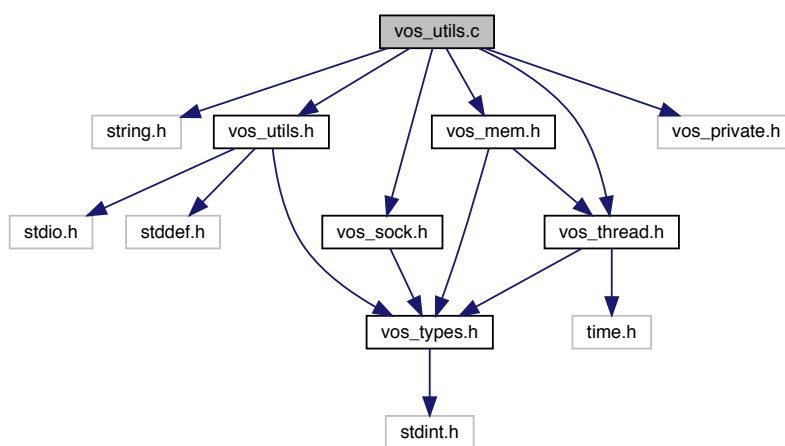 vos_utils.c
string.h
vos_utils.h
vos_mem.h
vos_private.h
stdio.h
stddef.h
vos_sock.h
vos_thread.h
vos_types.h
time.h
stdint.h